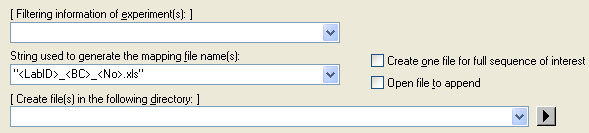 [ Filtering information of experiment(s): ]
String used to generate the mapping file name(s):
"<LabID>_<BC>_<No>.xls"
Create one file for full sequence of interest
Open file to append
[ Create file(s) in the following directory: ]